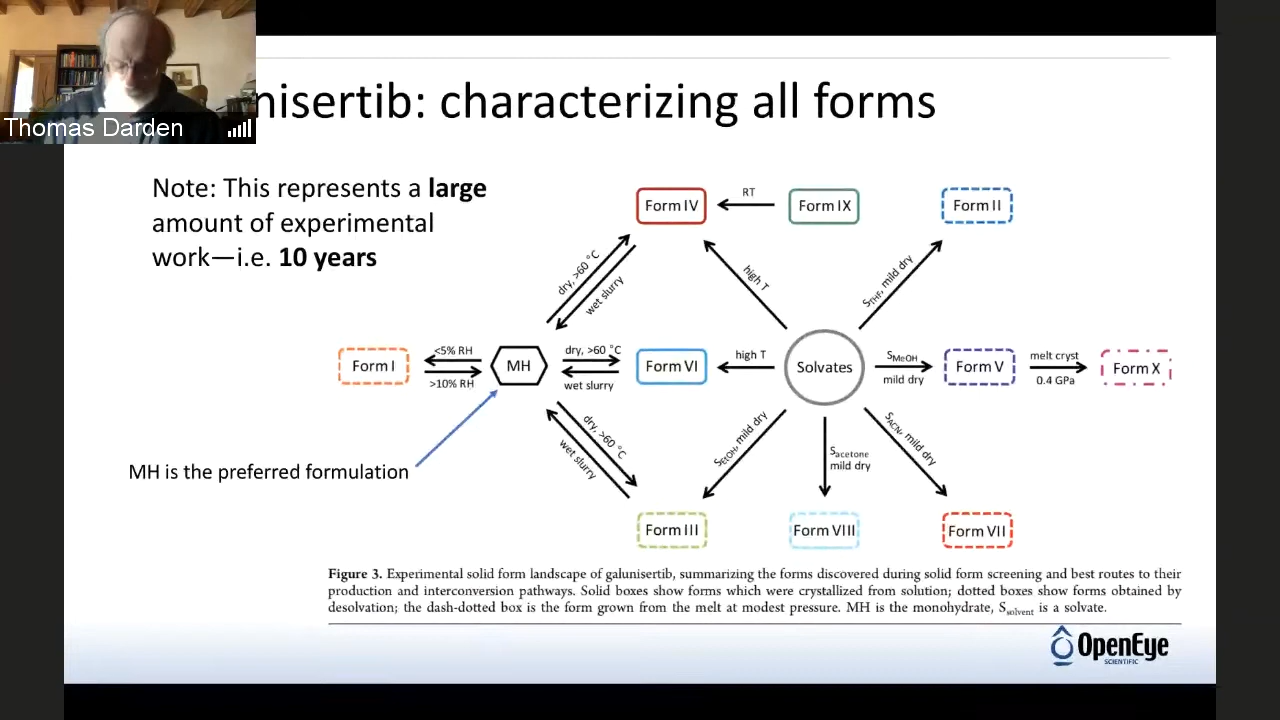 Thomas Darden
nisertib: characterizing all forms
Note: This represents a large
amount of experimental
work—i.e. 10 years
Form IV
RT
Form IX
Form II
dry, >60 °C
wet slurry
high T
S_THF, mild dry
Form I
<5% RH
>10% RH
MH
dry, >60 °C
wet slurry
Form VI
high T
Solvates
S_MeOH
mild dry
Form V
melt cryst
0.4 GPa
Form X
dry, >60 °C
wet slurry
S_EtOH, mild dry
S_acetone
mild dry
S_ACN, mild dry
MH is the preferred formulation
Form III
Form VIII
Form VII
Figure 3. Experimental solid form landscape of galunisertib, summarizing the forms discovered during solid form screening and best routes to their
production and interconversion pathways. Solid boxes show forms which were crystallized from solution; dotted boxes show forms obtained by
desolvation; the dash-dotted box is the form grown from the melt at modest pressure. MH is the monohydrate, S_solvent is a solvate.
OpenEye
SCIENTIFIC